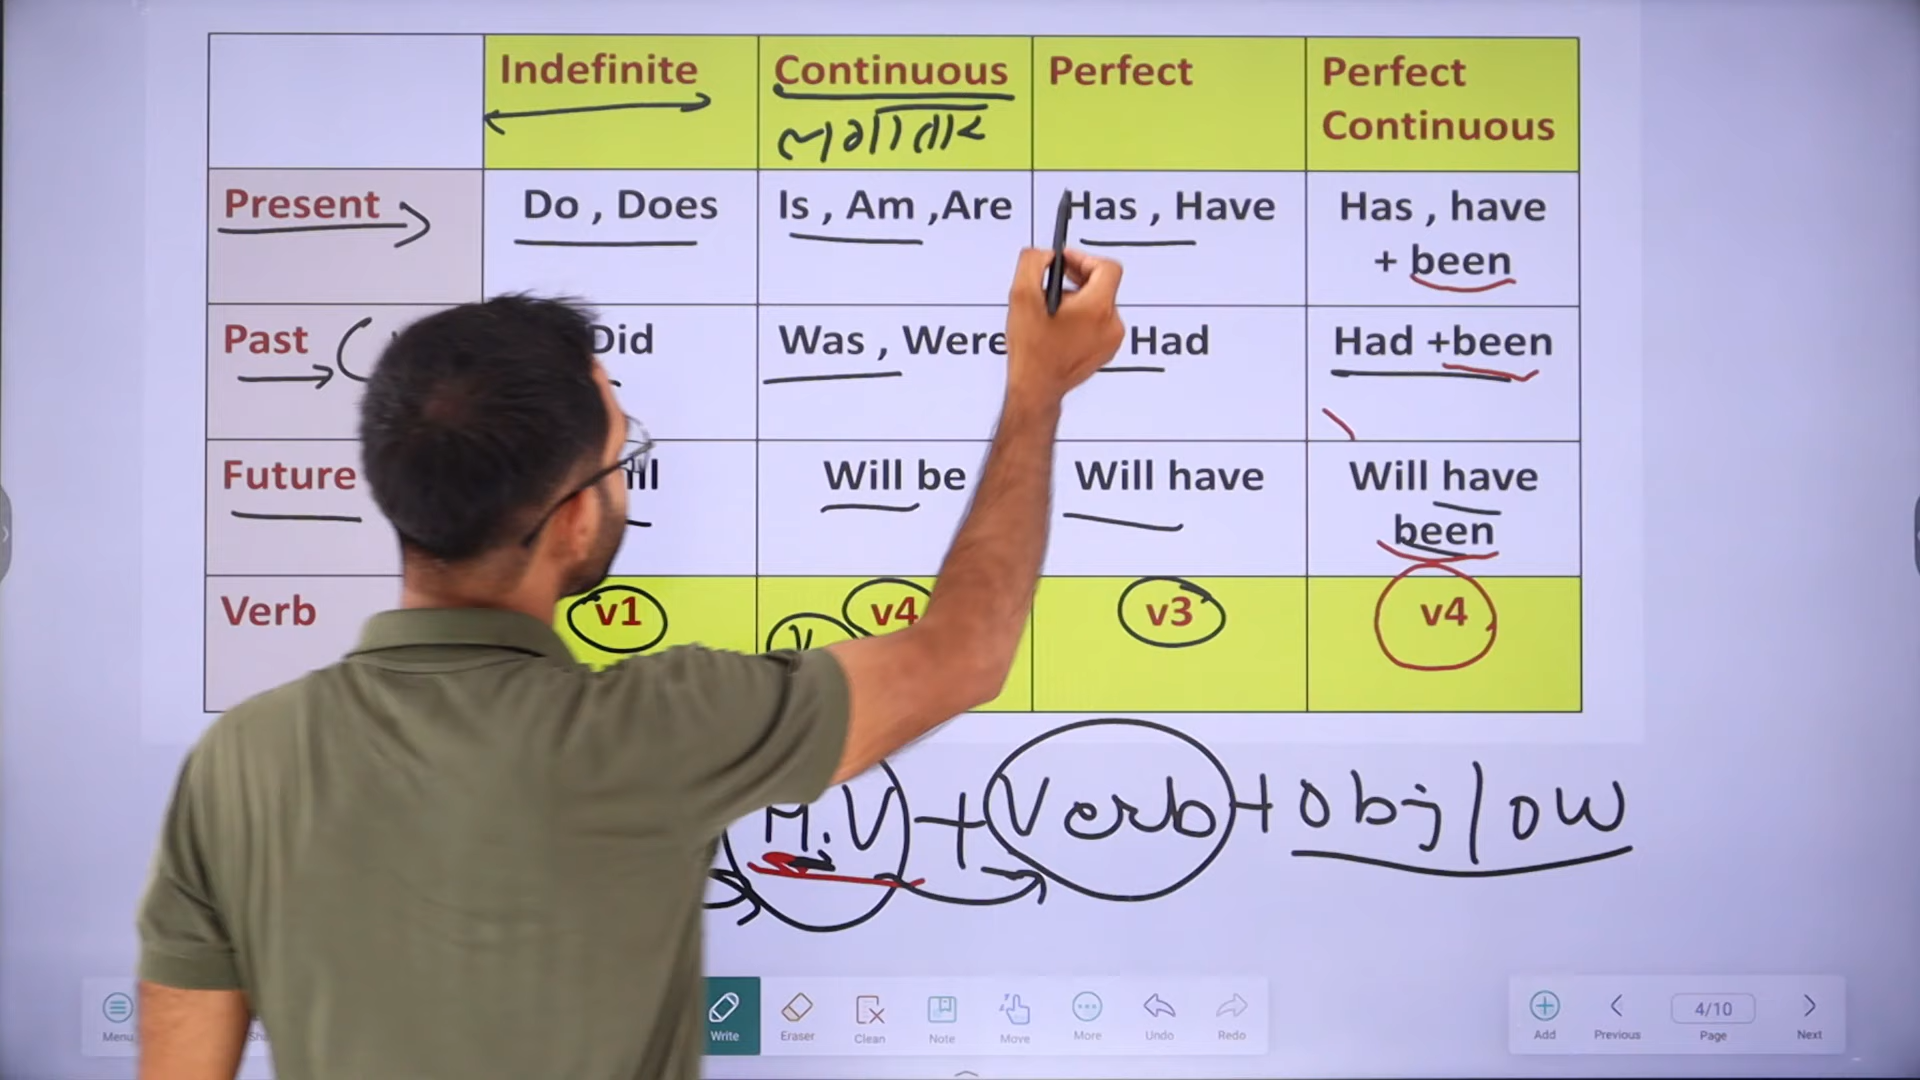 Indefinite Continuous Perfect Perfect
Continuous
लगातार
Present Do , Does Is , Am ,Are Has , Have Has , have
+ been
Past Did Was , Were Had Had +been
Future Will be Will have Will have
been
Verb v1 v4 v3 v4
H.V + Verb + Obj / OW
Menu Write Eraser Clean Note Move More Undo Redo Add Previous 4/10 Page Next